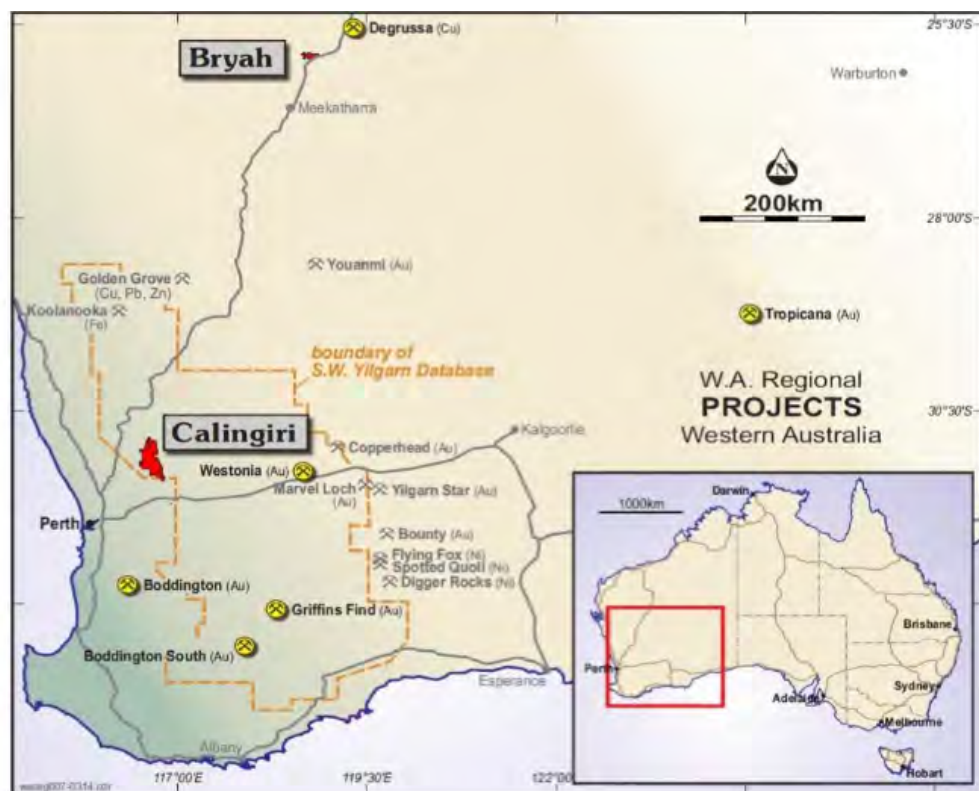 25°30'S
Degrussa (Cu)
Bryah
Warburton
Meekatharra
200km
28°00'S
Youanmi (Au)
Golden Grove
(Cu, Pb, Zn)
Koolanooka
(Fe)
Tropicana (Au)
boundary of
S.W. Yilgarn Database
W.A. Regional
PROJECTS
Western Australia
30°30'S
Calingiri
Kalgoorlie
Copperhead (Au)
Westonia (Au)
Marvel Loch
(Au)
Yilgarn Star (Au)
Perth
Bounty (Au)
Flying Fox (Ni)
Spotted Quoll (Ni)
Digger Rocks (Ni)
Boddington (Au)
Griffins Find (Au)
Boddington South (Au)
Esperance
Albany
117°00'E
119°30'E
122°00'E
N
1000km
Darwin
Brisbane
Perth
Adelaide
Sydney
Melbourne
Hobart